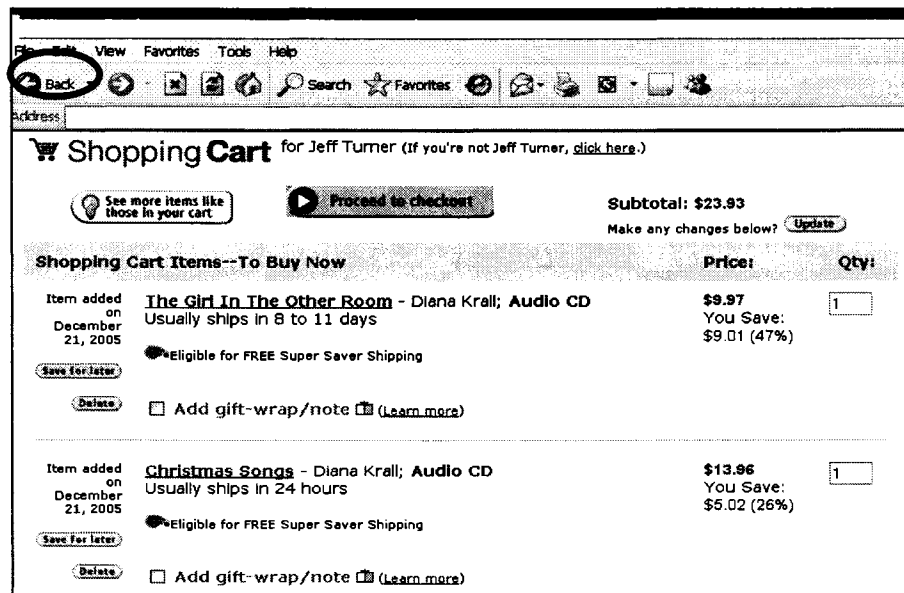 File Edit View Favorites Tools Help
Back Search Favorites
Address
Shopping Cart for Jeff Turner (If you're not Jeff Turner, click here.)
See more items like those in your cart
Proceed to checkout
Subtotal: $23.93
Make any changes below? Update
Shopping Cart Items--To Buy Now Price: Qty:
Item added on December 21, 2005
The Girl In The Other Room - Diana Krall; Audio CD
Usually ships in 8 to 11 days
Eligible for FREE Super Saver Shipping
Add gift-wrap/note (Learn more)
$9.97
You Save:
$9.01 (47%)
1
Save for later
Delete
Item added on December 21, 2005
Christmas Songs - Diana Krall; Audio CD
Usually ships in 24 hours
Eligible for FREE Super Saver Shipping
Add gift-wrap/note (Learn more)
$13.96
You Save:
$5.02 (26%)
1
Save for later
Delete